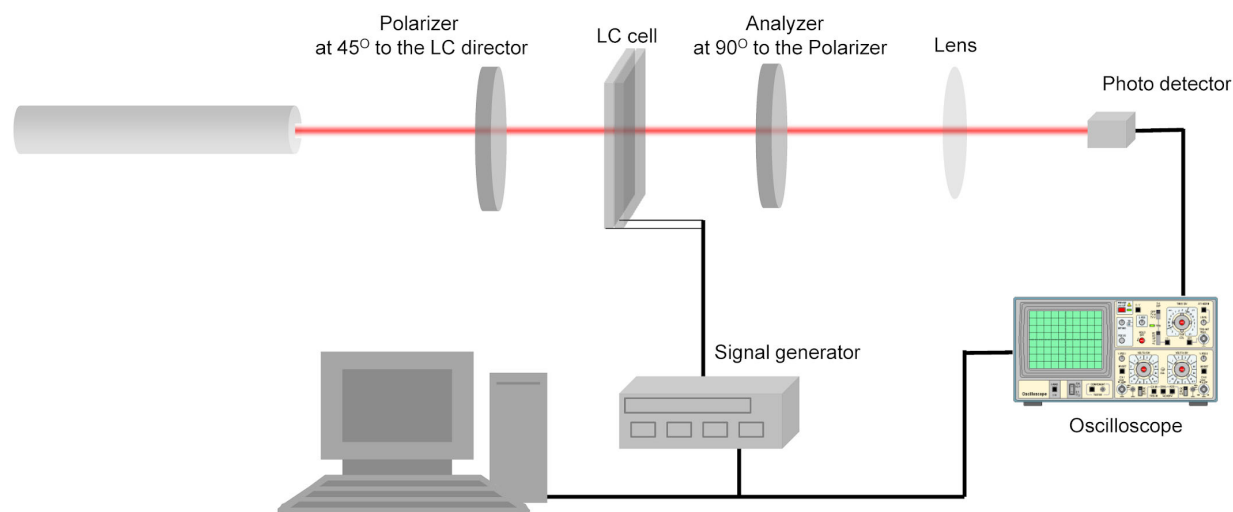 Polarizer
at 45º to the LC director
LC cell
Analyzer
at 90º to the Polarizer
Lens
Photo detector
Signal generator
Oscilloscope
Oscilloscope